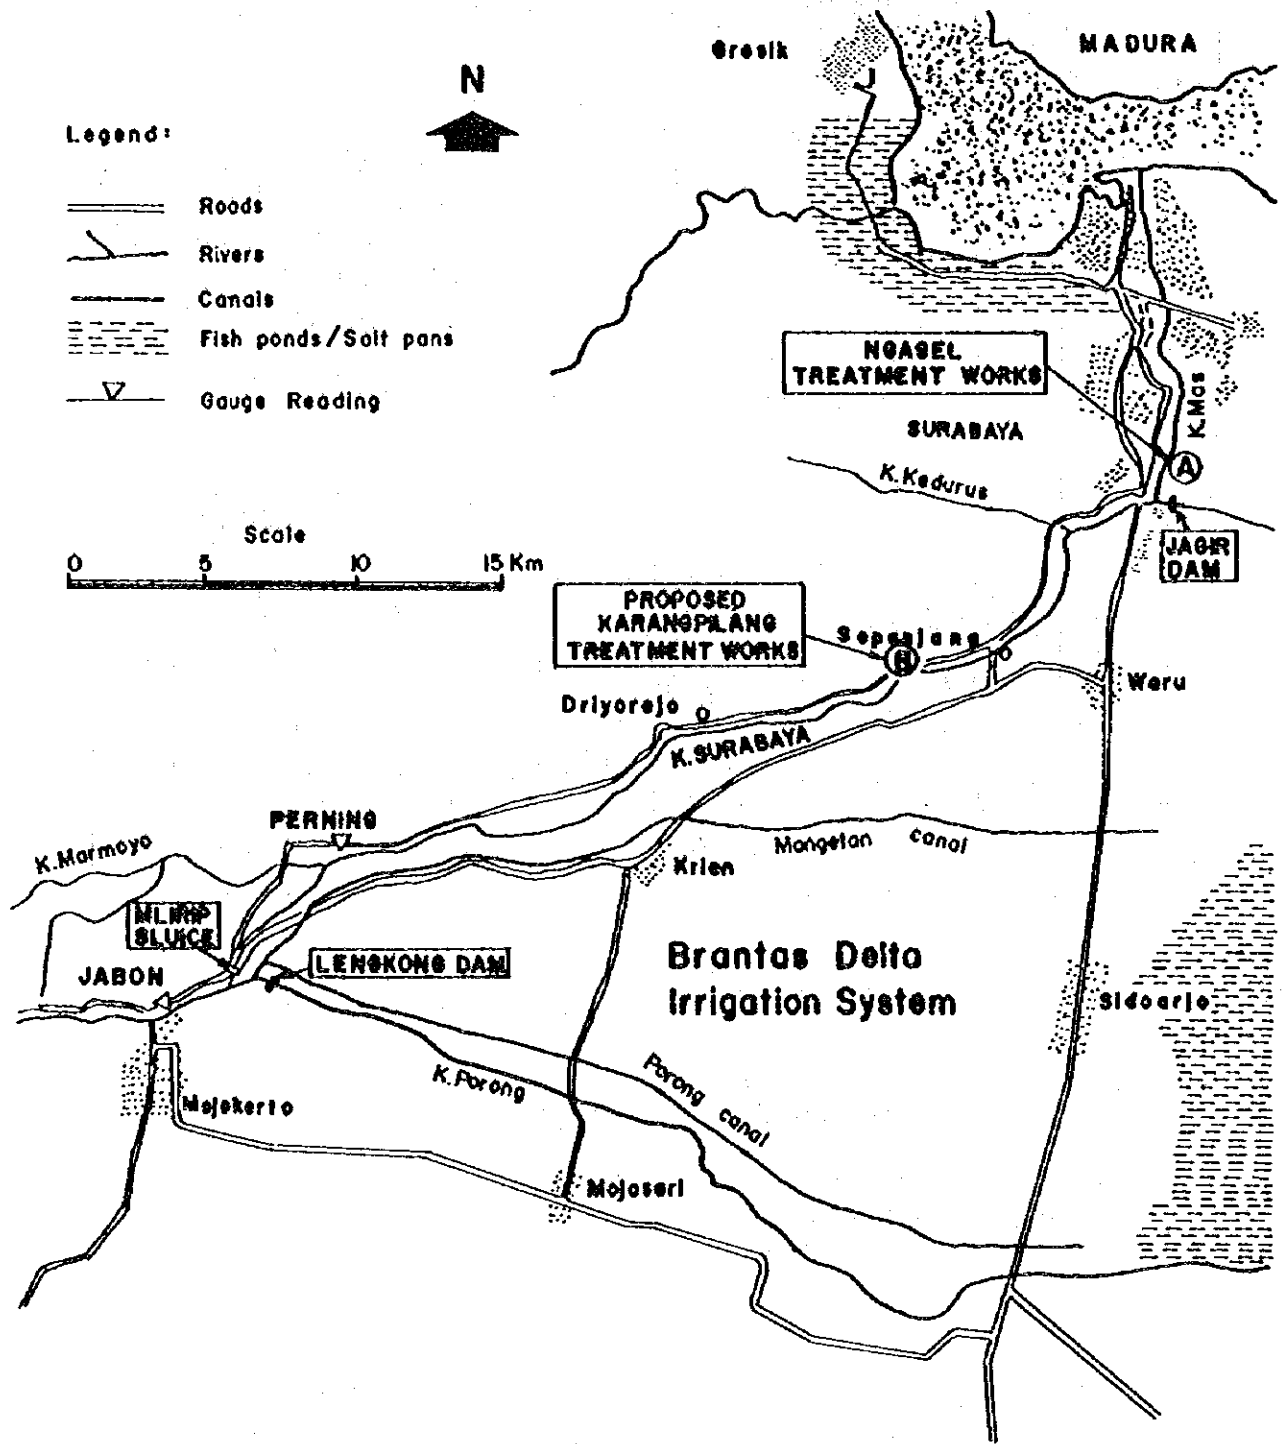 Gresik
MADURA
N
Legend:
Roads
Rivers
Canals
Fish ponds/Salt pans
Gauge Reading
NGAGEL
TREATMENT WORKS
K.Mas
SURABAYA
A
K.Kedurus
Scale
0 5 10 15 Km
JAGIR
DAM
PROPOSED
KARANGPILANG
TREATMENT WORKS
Sepanjang
B
Waru
Driyorejo
K.SURABAYA
PERNING
K.Marmoyo
Mangetan canal
Krian
MLIRIP
SLUICE
LENGKONG DAM
JABON
Brantas Delta
Irrigation System
Sidoarjo
K.Porong
Porong canal
Mojokerto
Mojosari